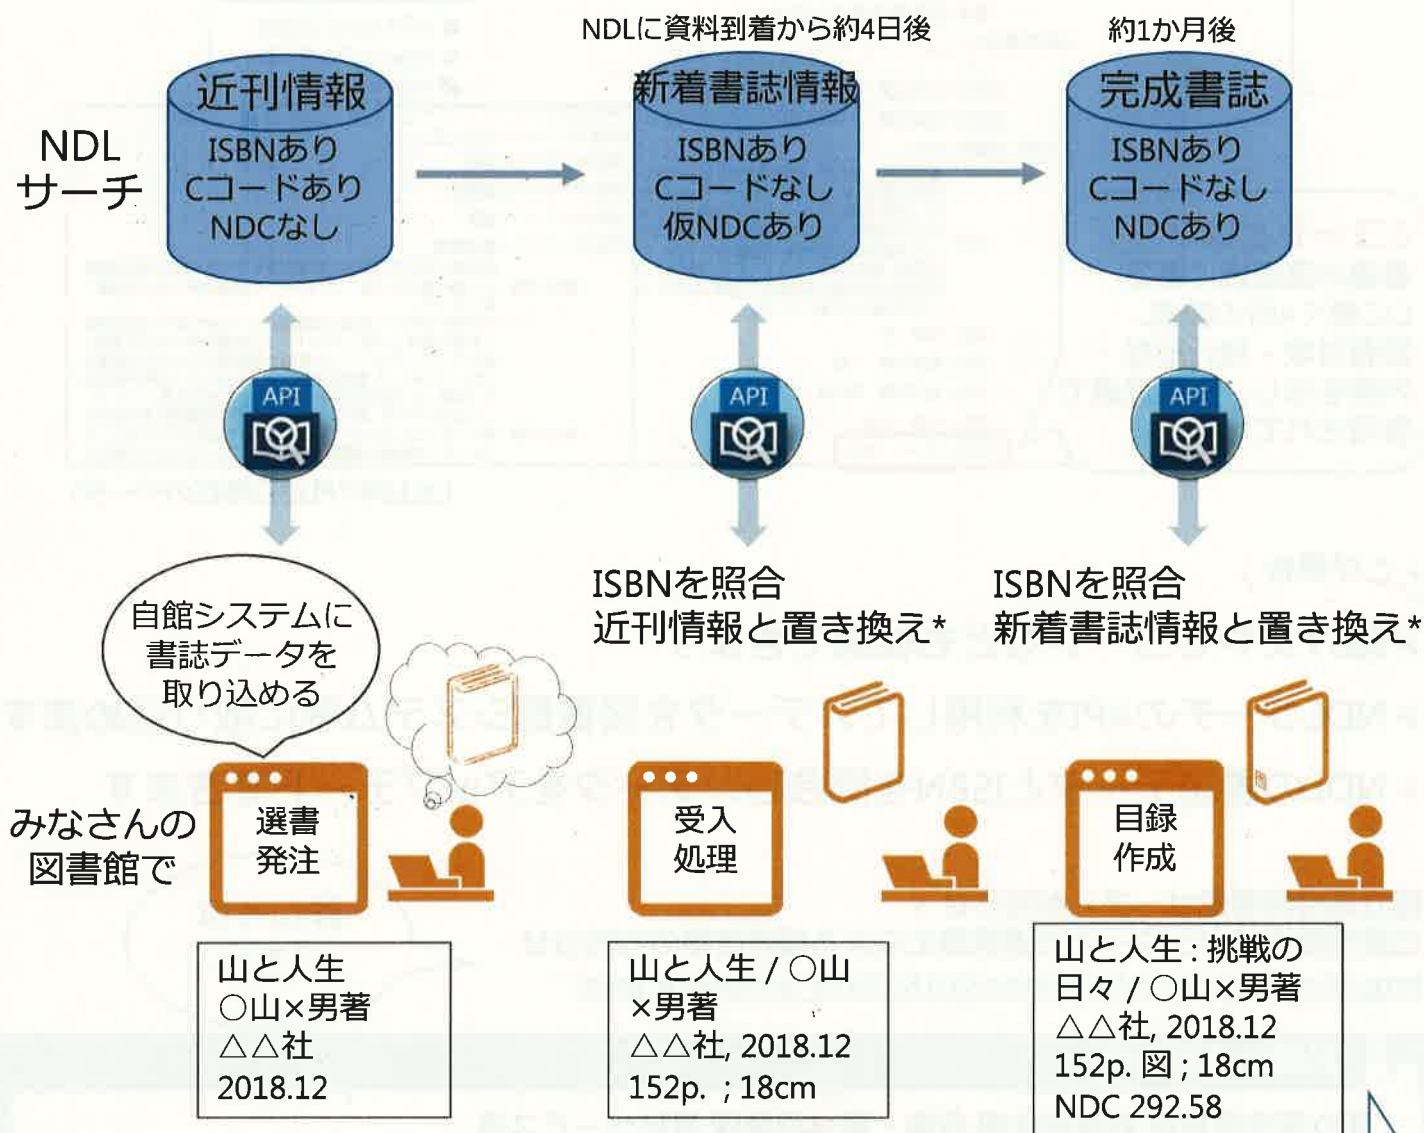 NDLに資料到着から約4日後
約1か月後
NDL
サーチ
近刊情報
ISBNあり
Cコードあり
NDCなし
新着書誌情報
ISBNあり
Cコードなし
仮NDCあり
完成書誌
ISBNあり
Cコードなし
NDCあり
API
API
API
自館システムに
書誌データを
取り込める
ISBNを照合
近刊情報と置き換え*
ISBNを照合
新着書誌情報と置き換え*
みなさんの
図書館で
選書
発注
受入
処理
目録
作成
山と人生
○山×男著
△△社
2018.12
山と人生 / ○山
×男著
△△社, 2018.12
152p. ; 18cm
山と人生 : 挑戦の
日々 / ○山×男著
△△社, 2018.12
152p. 図 ; 18cm
NDC 292.58